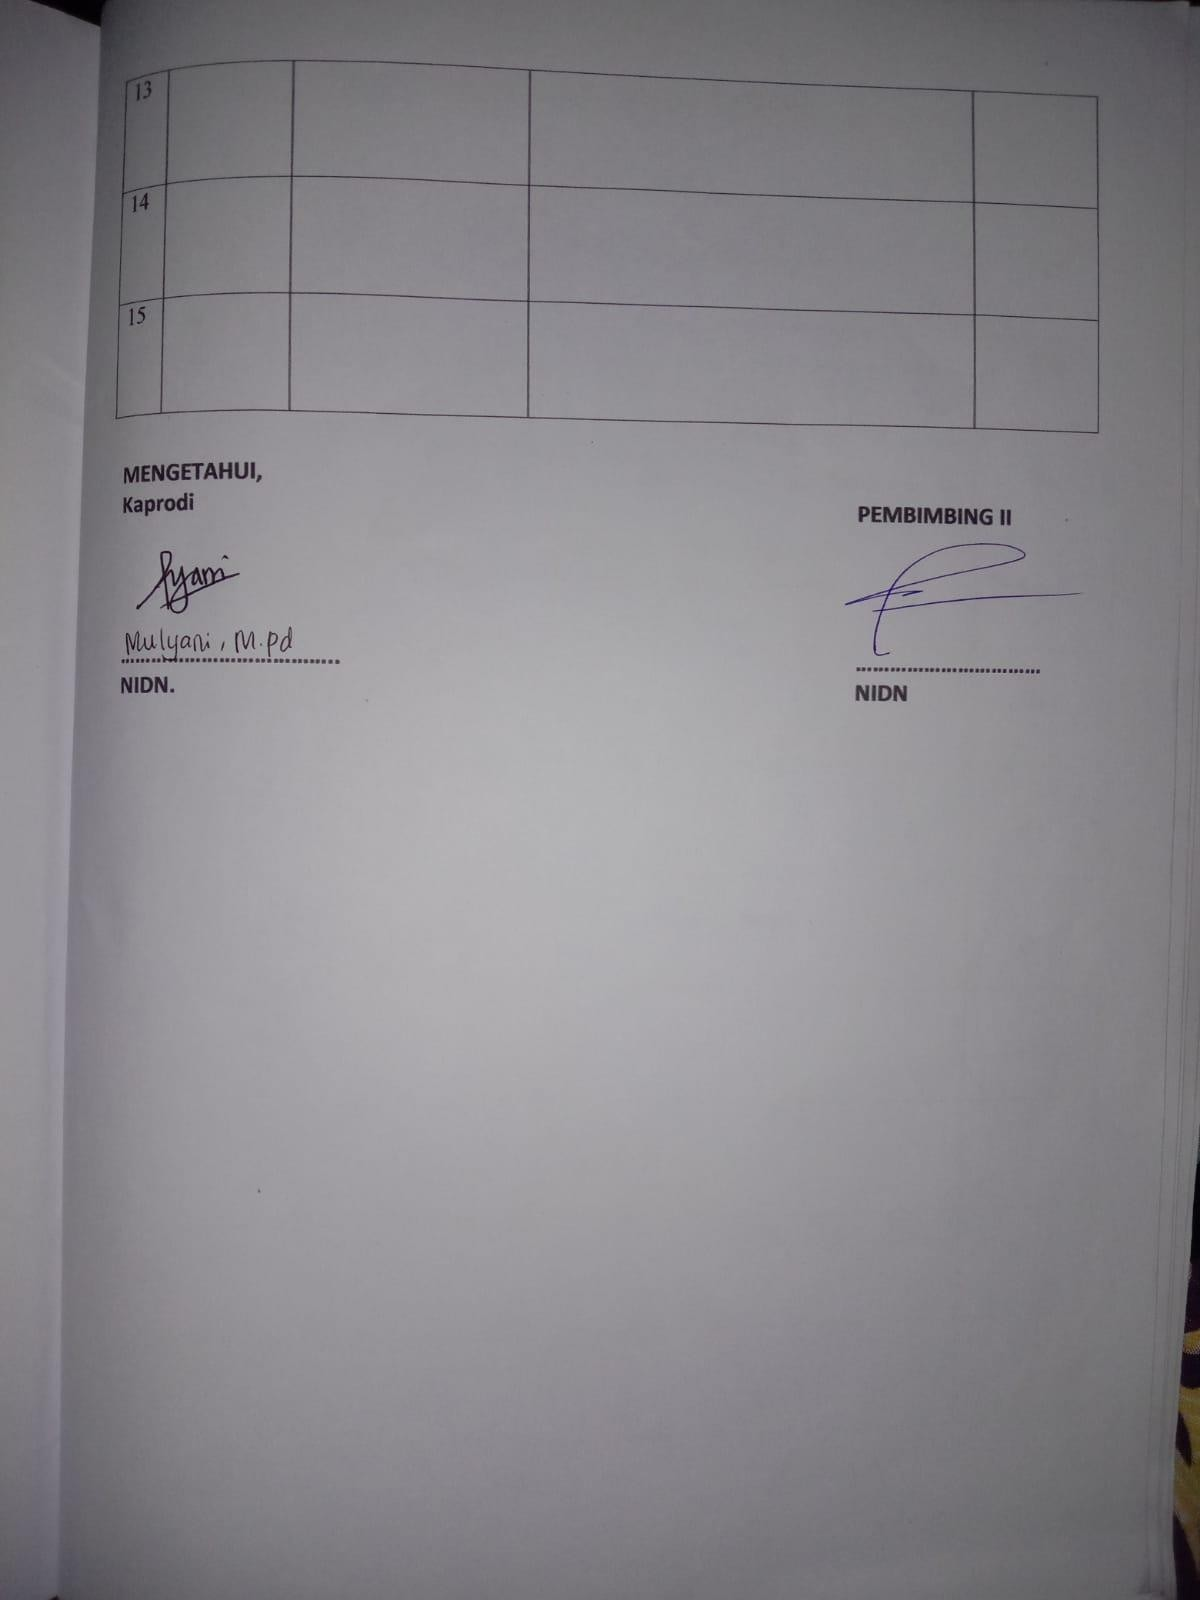 13
14
15
MENGETAHUI,
Kaprodi
PEMBIMBING II
Mulyani, M.Pd
NIDN.
NIDN